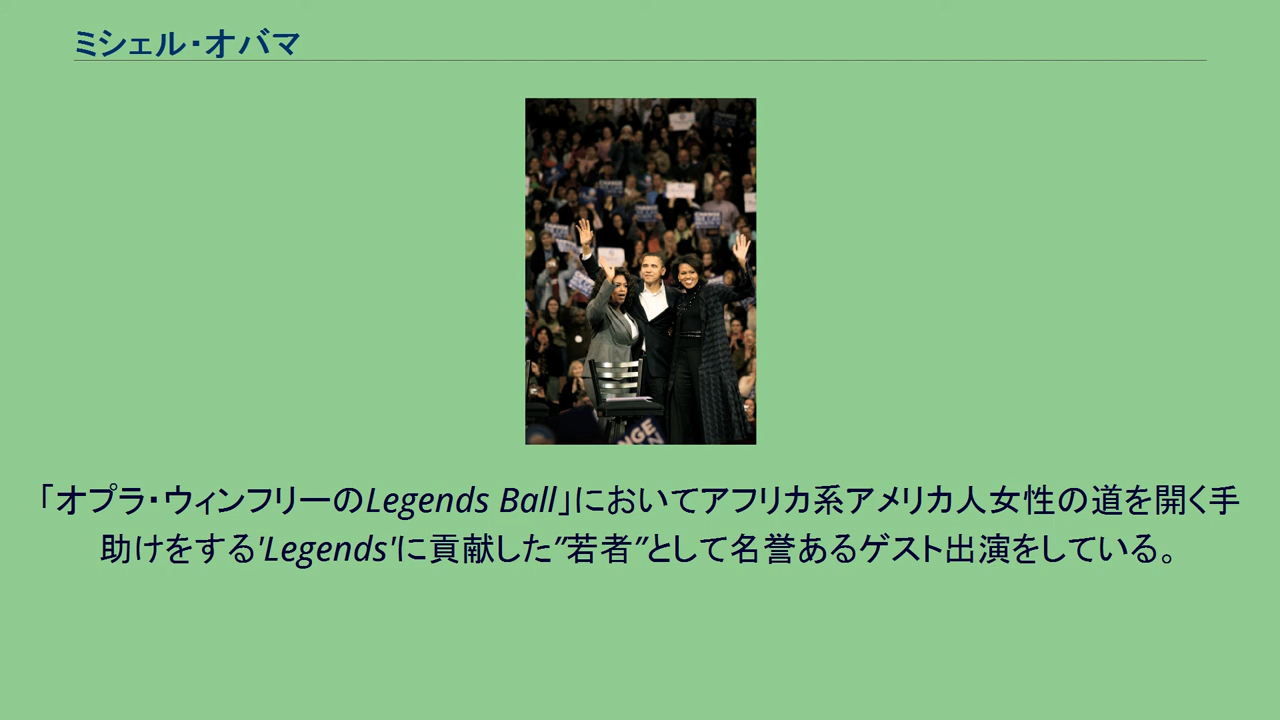 ミシェル・オバマ
CHANGE
「オプラ・ウィンフリーのLegends Ball」においてアフリカ系アメリカ人女性の道を開く手
助けをする'Legends'に貢献した"若者"として名誉あるゲスト出演をしている。